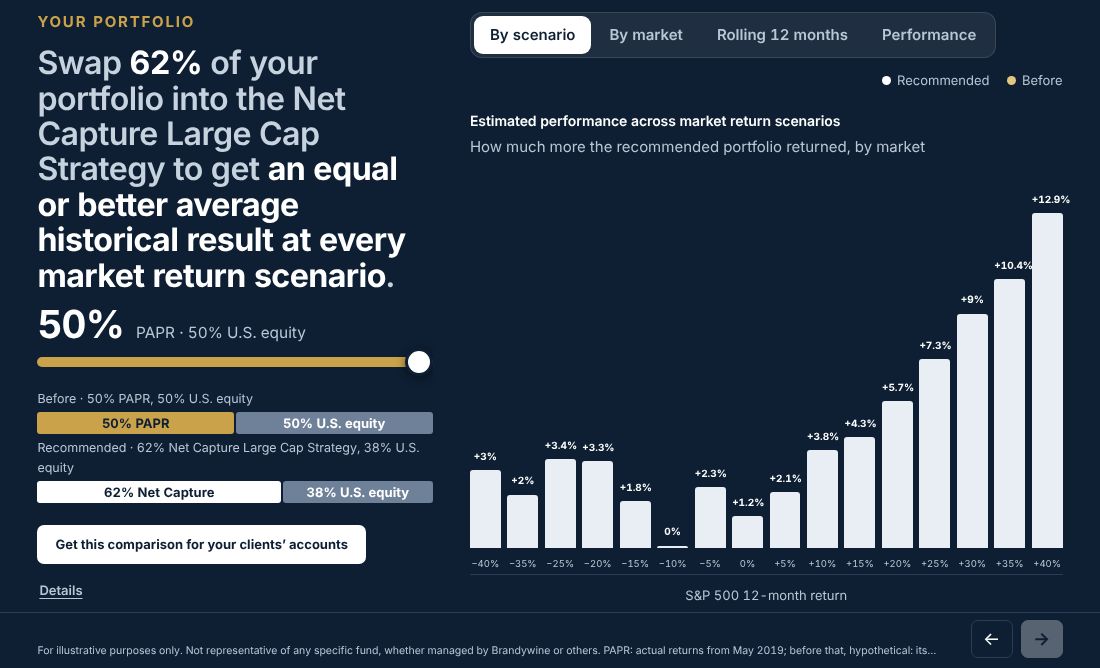 YOUR PORTFOLIO
Swap 62% of your
portfolio into the Net
Capture Large Cap
Strategy to get an equal
or better average
historical result at every
market return scenario.
50% PAPR · 50% U.S. equity
Before · 50% PAPR, 50% U.S. equity
50% PAPR 50% U.S. equity
Recommended · 62% Net Capture Large Cap Strategy, 38% U.S.
equity
62% Net Capture 38% U.S. equity
Get this comparison for your clients’ accounts
Details
By scenario By market Rolling 12 months Performance
Recommended Before
Estimated performance across market return scenarios
How much more the recommended portfolio returned, by market
+3% +2% +3.4% +3.3% +1.8% 0% +2.3% +1.2% +2.1% +3.8% +4.3% +5.7% +7.3% +9% +10.4% +12.9%
−40% −35% −25% −20% −15% −10% −5% 0% +5% +10% +15% +20% +25% +30% +35% +40%
S&P 500 12-month return
For illustrative purposes only. Not representative of any specific fund, whether managed by Brandywine or others. PAPR: actual returns from May 2019; before that, hypothetical: its…
← →